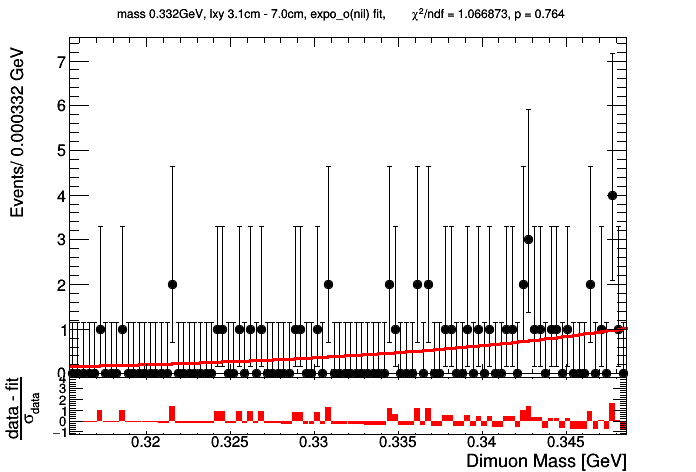 mass 0.332GeV, lxy 3.1cm - 7.0cm, expo_o(nil) fit, χ²/ndf = 1.066873, p = 0.764
Events/ 0.000332 GeV
7
6
5
4
3
2
1
0
data - fit
σdata
4
3
2
1
0
−1
0.32 0.325 0.33 0.335 0.34 0.345
Dimuon Mass [GeV]